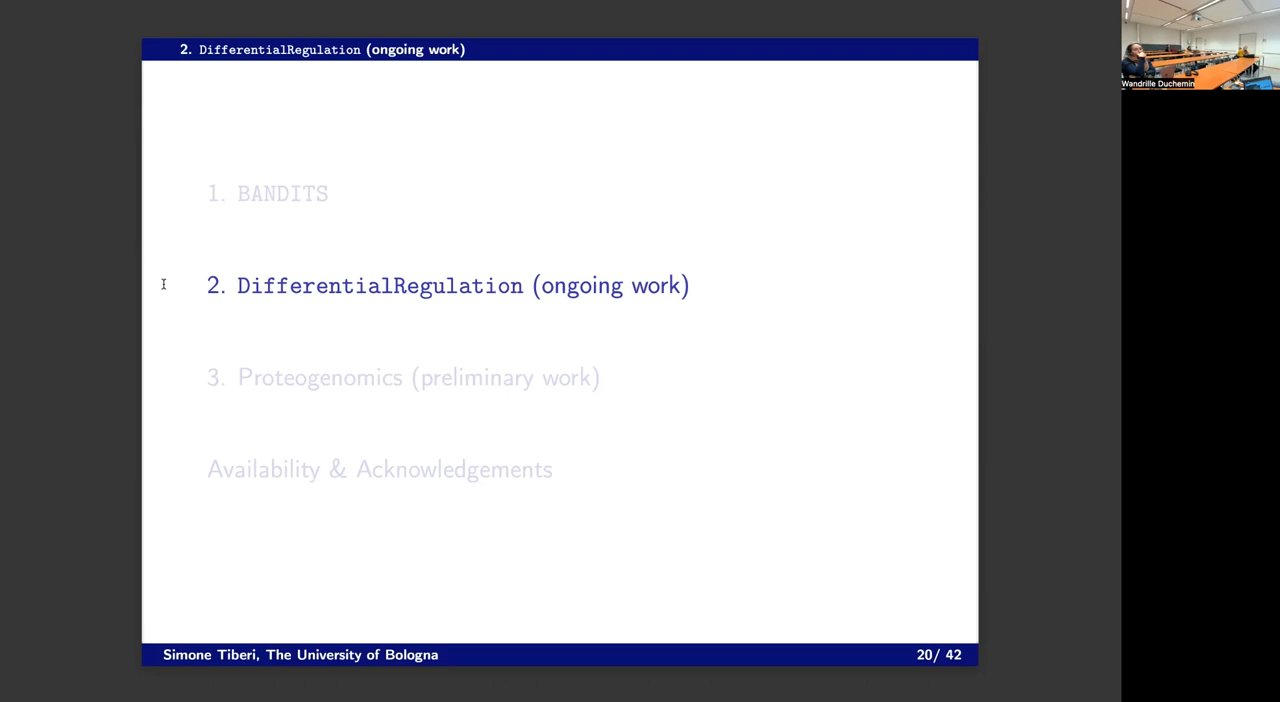 2. DifferentialRegulation (ongoing work)
Wandrille Duchemin
1. BANDITS
2. DifferentialRegulation (ongoing work)
3. Proteogenomics (preliminary work)
Availability & Acknowledgements
Simone Tiberi, The University of Bologna
20/ 42